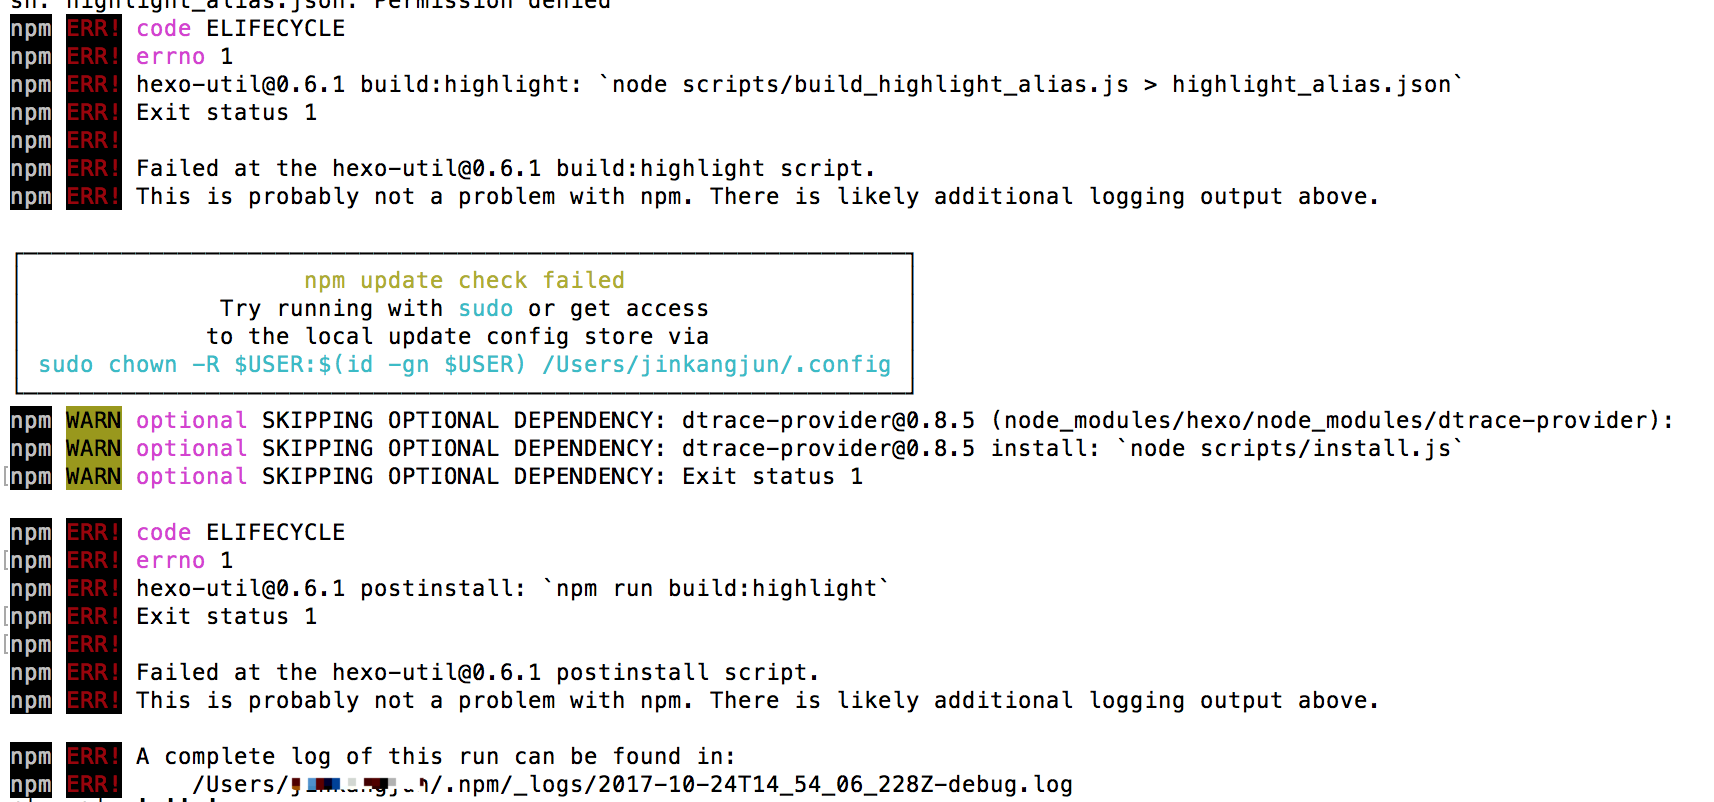 sh: highlight_alias.json: Permission denied
npm ERR! code ELIFECYCLE
npm ERR! errno 1
npm ERR! hexo-util@0.6.1 build:highlight: `node scripts/build_highlight_alias.js > highlight_alias.json`
npm ERR! Exit status 1
npm ERR!
npm ERR! Failed at the hexo-util@0.6.1 build:highlight script.
npm ERR! This is probably not a problem with npm. There is likely additional logging output above.
npm update check failed
Try running with sudo or get access
to the local update config store via
sudo chown -R $USER:$(id -gn $USER) /Users/jinkangjun/.config
npm WARN optional SKIPPING OPTIONAL DEPENDENCY: dtrace-provider@0.8.5 (node_modules/hexo/node_modules/dtrace-provider):
npm WARN optional SKIPPING OPTIONAL DEPENDENCY: dtrace-provider@0.8.5 install: `node scripts/install.js`
[npm WARN optional SKIPPING OPTIONAL DEPENDENCY: Exit status 1
npm ERR! code ELIFECYCLE
[npm ERR! errno 1
npm ERR! hexo-util@0.6.1 postinstall: `npm run build:highlight`
[npm ERR! Exit status 1
[npm ERR!
npm ERR! Failed at the hexo-util@0.6.1 postinstall script.
npm ERR! This is probably not a problem with npm. There is likely additional logging output above.
npm ERR! A complete log of this run can be found in:
npm ERR! /Users/ /.npm/_logs/2017-10-24T14_54_06_228Z-debug.log